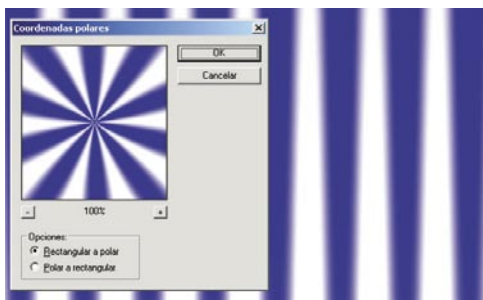 Coordenadas polares
OK
Cancelar
- 100% +
Opciones:
Rectangular a polar
Polar a rectangular